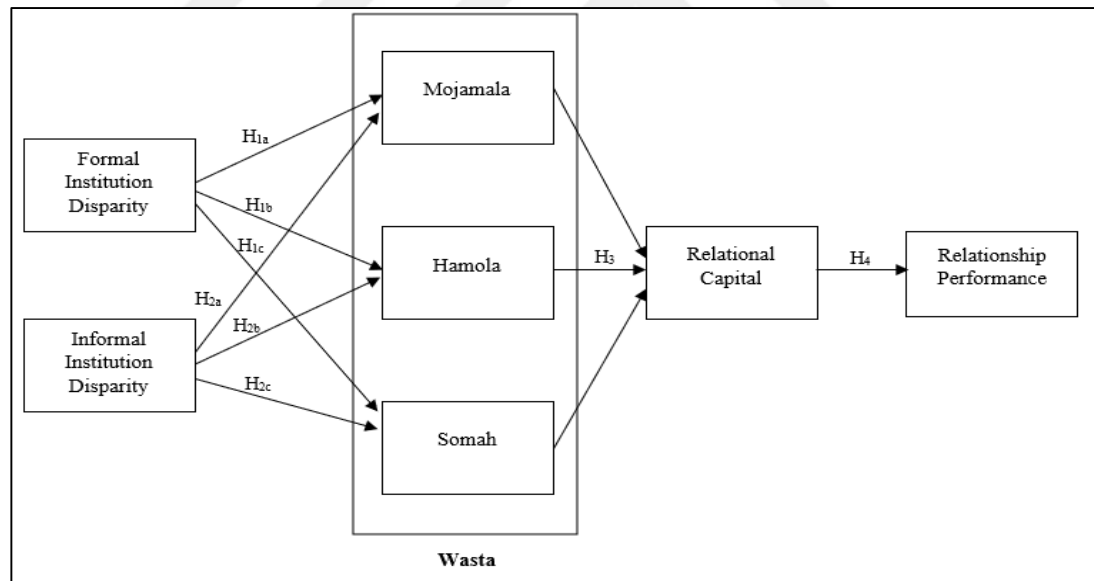 Mojamala
H1a
Formal
Institution
Disparity
H1b
H1c
Hamola
H3
Relational
Capital
H4
Relationship
Performance
H2a
H2b
Informal
Institution
Disparity
H2c
Somah
Wasta